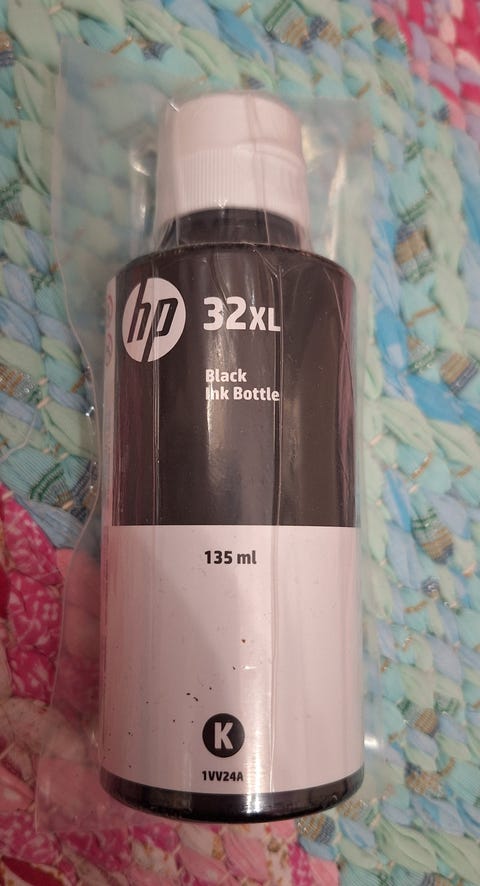 hp
32XL
Black
Ink Bottle
135 ml
K
1VV24A